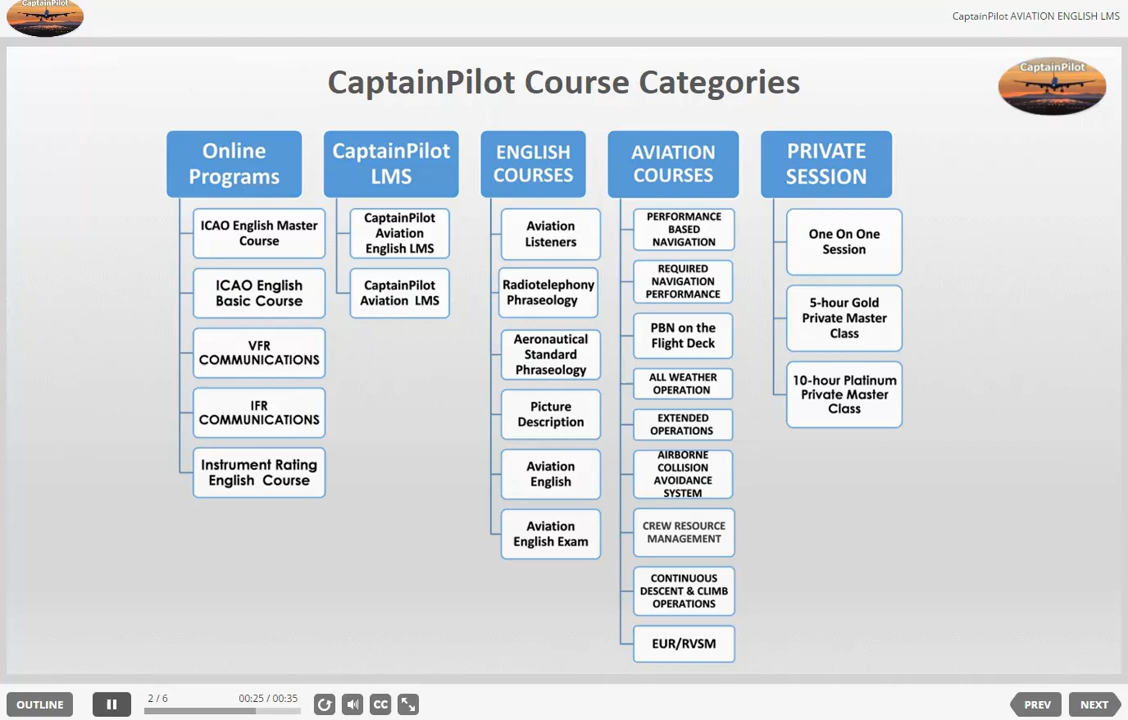 CaptainPilot
CaptainPilot AVIATION ENGLISH LMS
CaptainPilot Course Categories
CaptainPilot
Online
Programs
ICAO English Master
Course
ICAO English
Basic Course
VFR
COMMUNICATIONS
IFR
COMMUNICATIONS
Instrument Rating
English Course
CaptainPilot
LMS
CaptainPilot
Aviation
English LMS
CaptainPilot
Aviation LMS
ENGLISH
COURSES
Aviation
Listeners
Radiotelephony
Phraseology
Aeronautical
Standard
Phraseology
Picture
Description
Aviation
English
Aviation
English Exam
AVIATION
COURSES
PERFORMANCE
BASED
NAVIGATION
REQUIRED
NAVIGATION
PERFORMANCE
PBN on the
Flight Deck
ALL WEATHER
OPERATION
EXTENDED
OPERATIONS
AIRBORNE
COLLISION
AVOIDANCE
SYSTEM
CREW RESOURCE
MANAGEMENT
CONTINUOUS
DESCENT & CLIMB
OPERATIONS
EUR/RVSM
PRIVATE
SESSION
One On One
Session
5-hour Gold
Private Master
Class
10-hour Platinum
Private Master
Class
OUTLINE
2 / 6
00:25 / 00:35
CC
PREV
NEXT